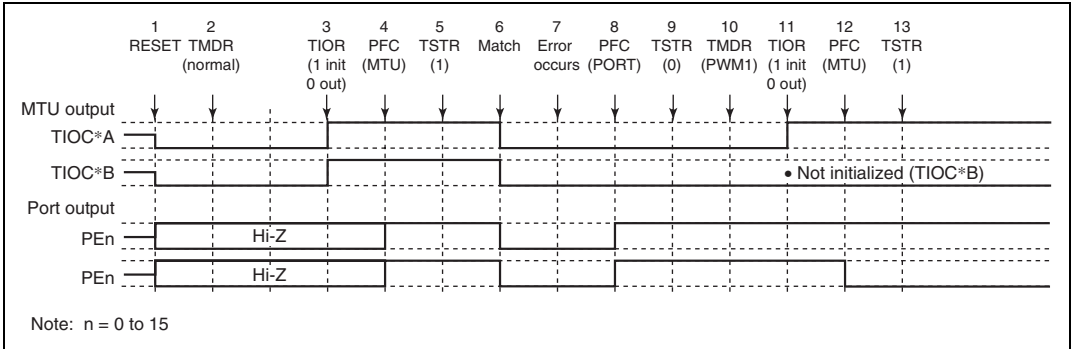 1 2 3 4 5 6 7 8 9 10 11 12 13
RESET TMDR TIOR PFC TSTR Match Error PFC TSTR TMDR TIOR PFC TSTR
(normal) (1 init (MTU) (1) occurs (PORT) (0) (PWM1) (1 init (MTU) (1)
0 out) 0 out)
MTU output
TIOC*A
TIOC*B • Not initialized (TIOC*B)
Port output
PEn Hi-Z
PEn Hi-Z
Note: n = 0 to 15